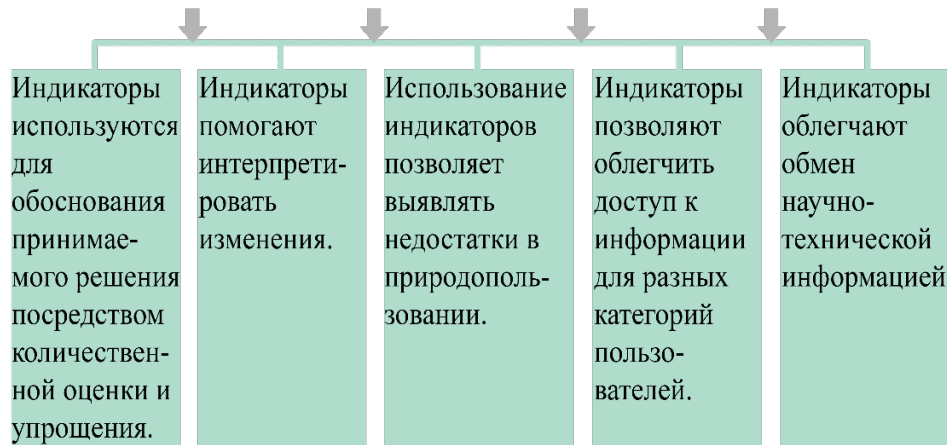 Индикаторы
используются
для
обоснования
принимае-
мого решения
посредством
количествен-
ной оценки и
упрощения.
Индикаторы
помогают
интерпрети-
ровать
изменения.
Использование
индикаторов
позволяет
выявлять
недостатки в
природополь-
зовании.
Индикаторы
позволяют
облегчить
доступ к
информации
для разных
категорий
пользо-
вателей.
Индикаторы
облегчают
обмен
научно-
технической
информацией